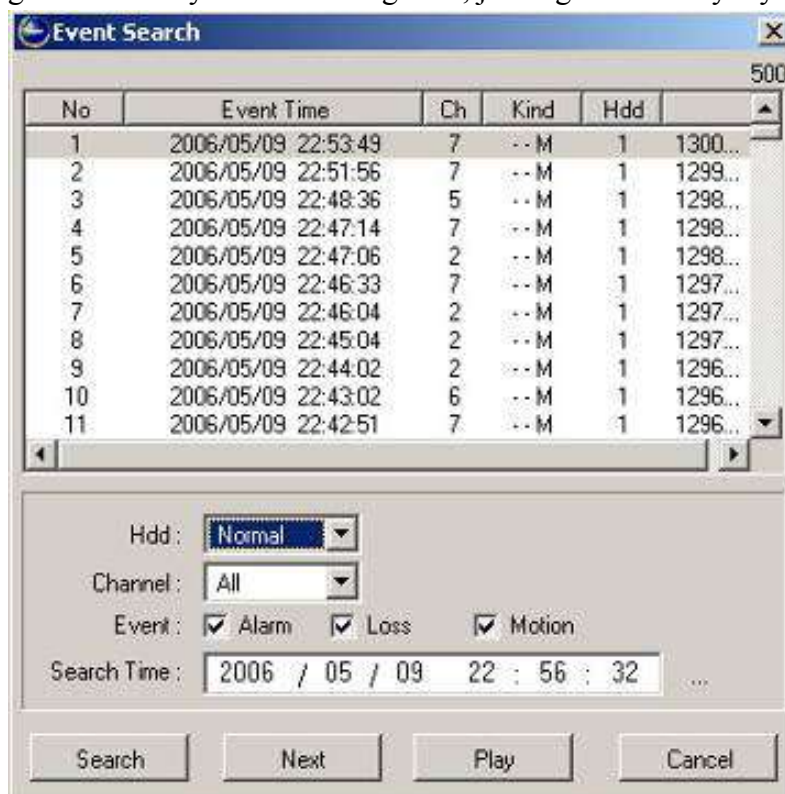 Event Search
500
No Event Time Ch Kind Hdd
1 2006/05/09 22:53:49 7 - - M 1 1300...
2 2006/05/09 22:51:56 7 - - M 1 1299...
3 2006/05/09 22:48:36 5 - - M 1 1298...
4 2006/05/09 22:47:14 7 - - M 1 1298...
5 2006/05/09 22:47:06 2 - - M 1 1298...
6 2006/05/09 22:46:33 7 - - M 1 1297...
7 2006/05/09 22:46:04 2 - - M 1 1297...
8 2006/05/09 22:45:04 2 - - M 1 1297...
9 2006/05/09 22:44:02 2 - - M 1 1296...
10 2006/05/09 22:43:02 6 - - M 1 1296...
11 2006/05/09 22:42:51 7 - - M 1 1296...
Hdd : Normal
Channel : All
Event : Alarm Loss Motion
Search Time : 2006 / 05 / 09 22 : 56 : 32 ...
Search Next Play Cancel